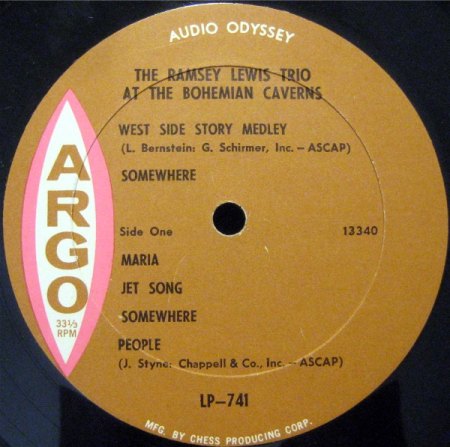 AUDIO ODYSSEY
THE RAMSEY LEWIS TRIO
AT THE BOHEMIAN CAVERNS
WEST SIDE STORY MEDLEY
(L. Bernstein: G. Schirmer, Inc. – ASCAP)
SOMEWHERE
ARGO
33⅓
RPM
Side One 13340
MARIA
JET SONG
SOMEWHERE
PEOPLE
(J. Styne: Chappell & Co., Inc. – ASCAP)
LP–741
MFG. BY CHESS PRODUCING CORP.